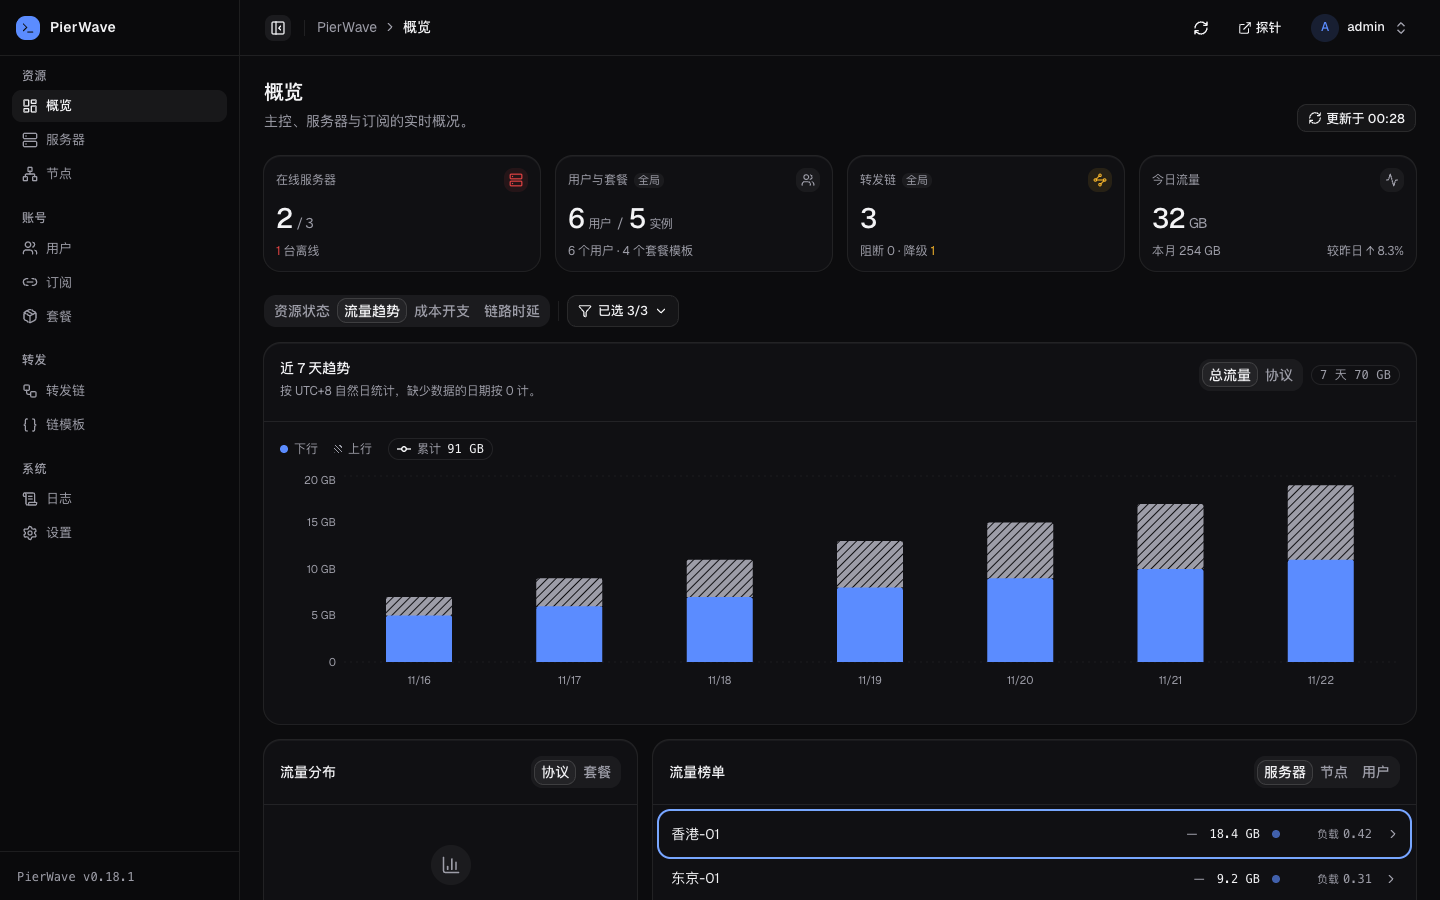 PierWave
PierWave > 概览
探针
A admin
资源
概览
服务器
节点
账号
用户
订阅
套餐
转发
转发链
链模板
系统
日志
设置
PierWave v0.18.1
概览
主控、服务器与订阅的实时概况。
更新于 00:28
在线服务器
2 / 3
1 台离线
用户与套餐 全局
6 用户 / 5 实例
6 个用户 · 4 个套餐模板
转发链 全局
3
阻断 0 · 降级 1
今日流量
32 GB
本月 254 GB 较昨日 ↑ 8.3%
资源状态 流量趋势 成本开支 链路时延 已选 3/3
近 7 天趋势
按 UTC+8 自然日统计，缺少数据的日期按 0 计。
总流量 协议 7 天 70 GB
下行 上行 累计 91 GB
20 GB
15 GB
10 GB
5 GB
0
11/16 11/17 11/18 11/19 11/20 11/21 11/22
流量分布
协议 套餐
流量榜单
服务器 节点 用户
香港-01 — 18.4 GB 负载 0.42
东京-01 — 9.2 GB 负载 0.31